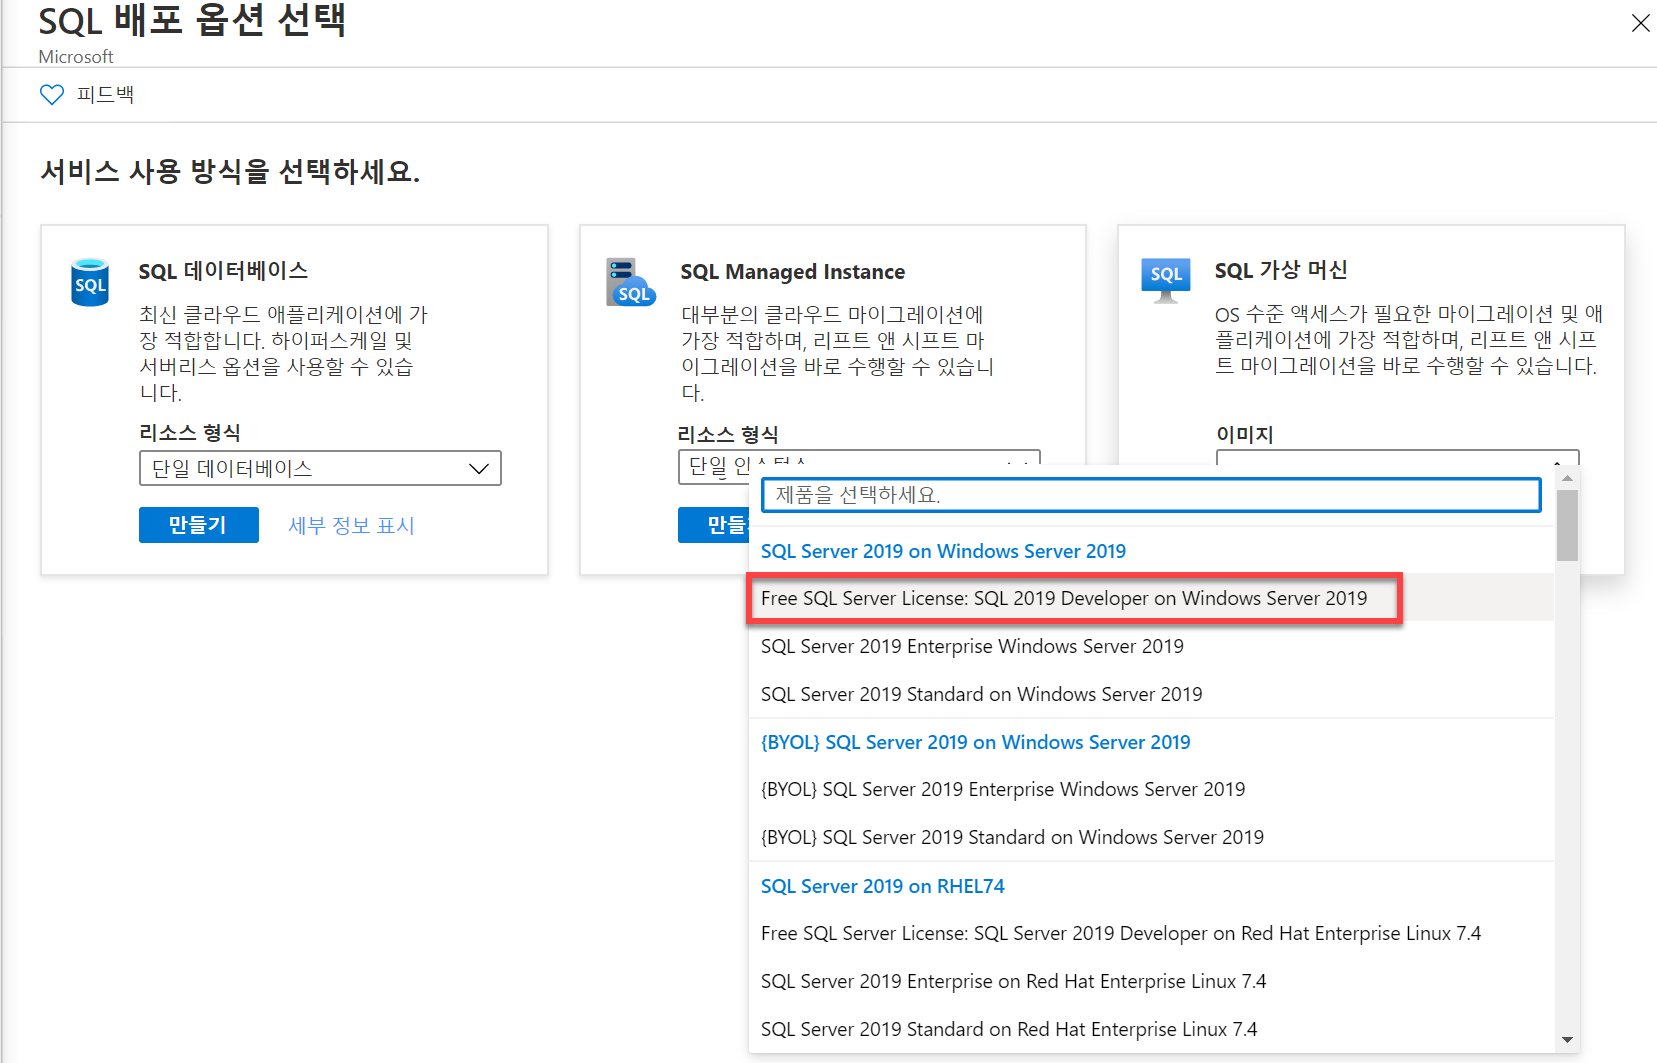 SQL 배포 옵션 선택
Microsoft
피드백
서비스 사용 방식을 선택하세요.
SQL
SQL 데이터베이스
최신 클라우드 애플리케이션에 가
장 적합합니다. 하이퍼스케일 및
서버리스 옵션을 사용할 수 있습
니다.
리소스 형식
단일 데이터베이스
만들기
세부 정보 표시
SQL
SQL Managed Instance
대부분의 클라우드 마이그레이션에
가장 적합하며, 리프트 앤 시프트 마
이그레이션을 바로 수행할 수 있습니
다.
리소스 형식
단일
만들
SQL
SQL 가상 머신
OS 수준 액세스가 필요한 마이그레이션 및 애
플리케이션에 가장 적합하며, 리프트 앤 시프
트 마이그레이션을 바로 수행할 수 있습니다.
이미지
제품을 선택하세요.
SQL Server 2019 on Windows Server 2019
Free SQL Server License: SQL 2019 Developer on Windows Server 2019
SQL Server 2019 Enterprise Windows Server 2019
SQL Server 2019 Standard on Windows Server 2019
{BYOL} SQL Server 2019 on Windows Server 2019
{BYOL} SQL Server 2019 Enterprise Windows Server 2019
{BYOL} SQL Server 2019 Standard on Windows Server 2019
SQL Server 2019 on RHEL74
Free SQL Server License: SQL Server 2019 Developer on Red Hat Enterprise Linux 7.4
SQL Server 2019 Enterprise on Red Hat Enterprise Linux 7.4
SQL Server 2019 Standard on Red Hat Enterprise Linux 7.4